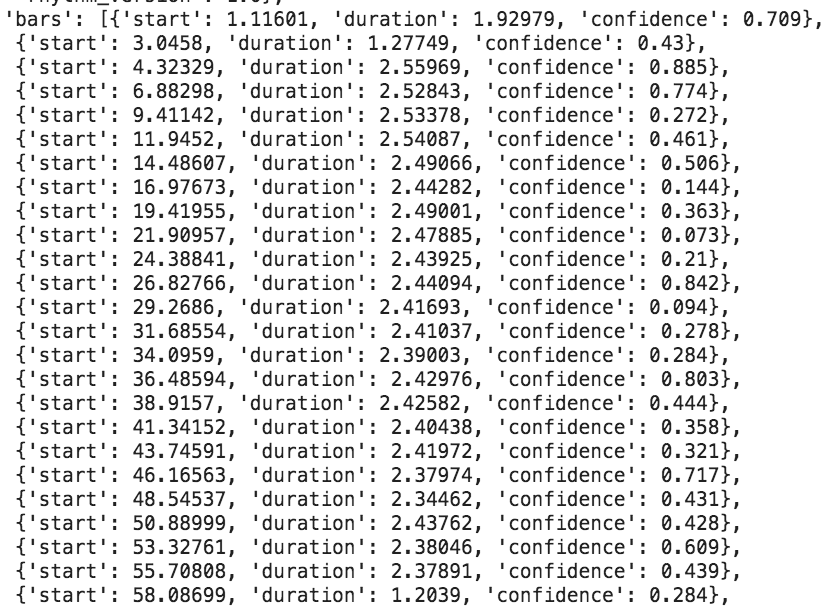 'bars': [{'start': 1.11601, 'duration': 1.92979, 'confidence': 0.709},
{'start': 3.0458, 'duration': 1.27749, 'confidence': 0.43},
{'start': 4.32329, 'duration': 2.55969, 'confidence': 0.885},
{'start': 6.88298, 'duration': 2.52843, 'confidence': 0.774},
{'start': 9.41142, 'duration': 2.53378, 'confidence': 0.272},
{'start': 11.9452, 'duration': 2.54087, 'confidence': 0.461},
{'start': 14.48607, 'duration': 2.49066, 'confidence': 0.506},
{'start': 16.97673, 'duration': 2.44282, 'confidence': 0.144},
{'start': 19.41955, 'duration': 2.49001, 'confidence': 0.363},
{'start': 21.90957, 'duration': 2.47885, 'confidence': 0.073},
{'start': 24.38841, 'duration': 2.43925, 'confidence': 0.21},
{'start': 26.82766, 'duration': 2.44094, 'confidence': 0.842},
{'start': 29.2686, 'duration': 2.41693, 'confidence': 0.094},
{'start': 31.68554, 'duration': 2.41037, 'confidence': 0.278},
{'start': 34.0959, 'duration': 2.39003, 'confidence': 0.284},
{'start': 36.48594, 'duration': 2.42976, 'confidence': 0.803},
{'start': 38.9157, 'duration': 2.42582, 'confidence': 0.444},
{'start': 41.34152, 'duration': 2.40438, 'confidence': 0.358},
{'start': 43.74591, 'duration': 2.41972, 'confidence': 0.321},
{'start': 46.16563, 'duration': 2.37974, 'confidence': 0.717},
{'start': 48.54537, 'duration': 2.34462, 'confidence': 0.431},
{'start': 50.88999, 'duration': 2.43762, 'confidence': 0.428},
{'start': 53.32761, 'duration': 2.38046, 'confidence': 0.609},
{'start': 55.70808, 'duration': 2.37891, 'confidence': 0.439},
{'start': 58.08699, 'duration': 1.2039, 'confidence': 0.284},